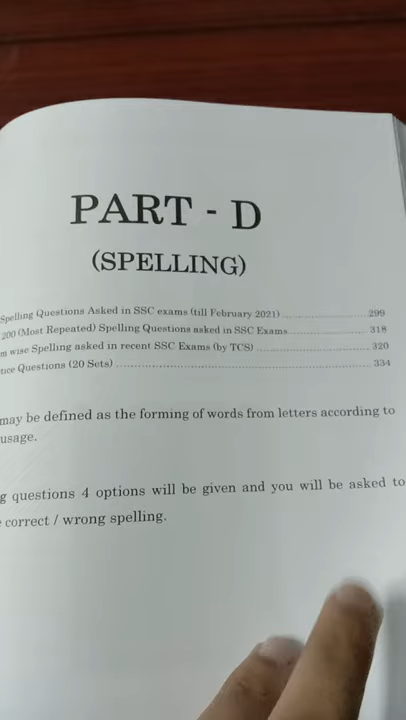 PART - D
(SPELLING)
Spelling Questions Asked in SSC exams (till February 2021) 299
200 (Most Repeated) Spelling Questions asked in SSC Exams 318
wise Spelling asked in recent SSC Exams (by TCS) 320
Questions (20 Sets) 334
may be defined as the forming of words from letters according to
usage.
questions 4 options will be given and you will be asked to
correct / wrong spelling.